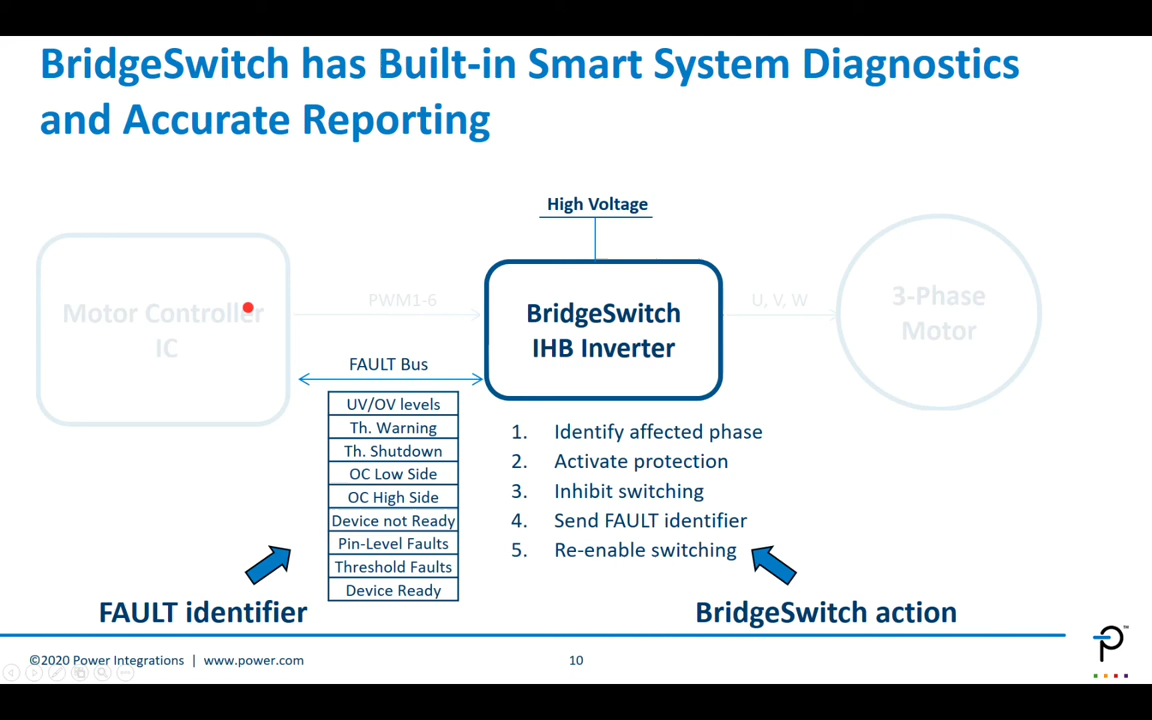 BridgeSwitch has Built-in Smart System Diagnostics
and Accurate Reporting
High Voltage
Motor Controller
IC
PWM1-6
BridgeSwitch
IHB Inverter
U, V, W
3-Phase
Motor
FAULT Bus
UV/OV levels
Th. Warning
Th. Shutdown
OC Low Side
OC High Side
Device not Ready
Pin-Level Faults
Threshold Faults
Device Ready
1. Identify affected phase
2. Activate protection
3. Inhibit switching
4. Send FAULT identifier
5. Re-enable switching
FAULT identifier
BridgeSwitch action
©2020 Power Integrations | www.power.com
10
TM